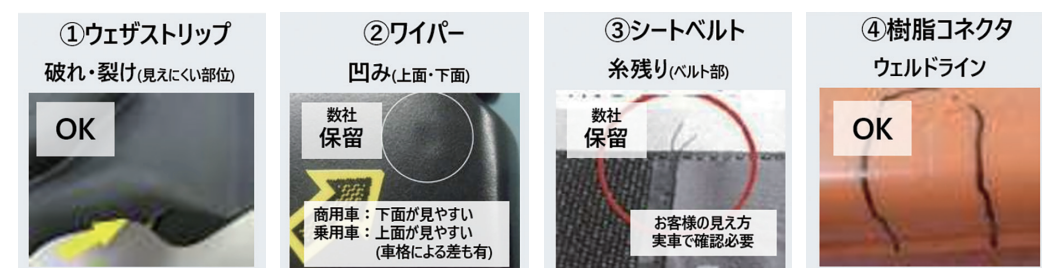 ①ウェザストリップ
破れ・裂け(見えにくい部位)
OK
②ワイパー
凹み(上面・下面)
数社
保留
商用車：下面が見やすい
乗用車：上面が見やすい
(車格による差も有)
③シートベルト
糸残り(ベルト部)
数社
保留
お客様の見え方
実車で確認必要
④樹脂コネクタ
ウェルドライン
OK